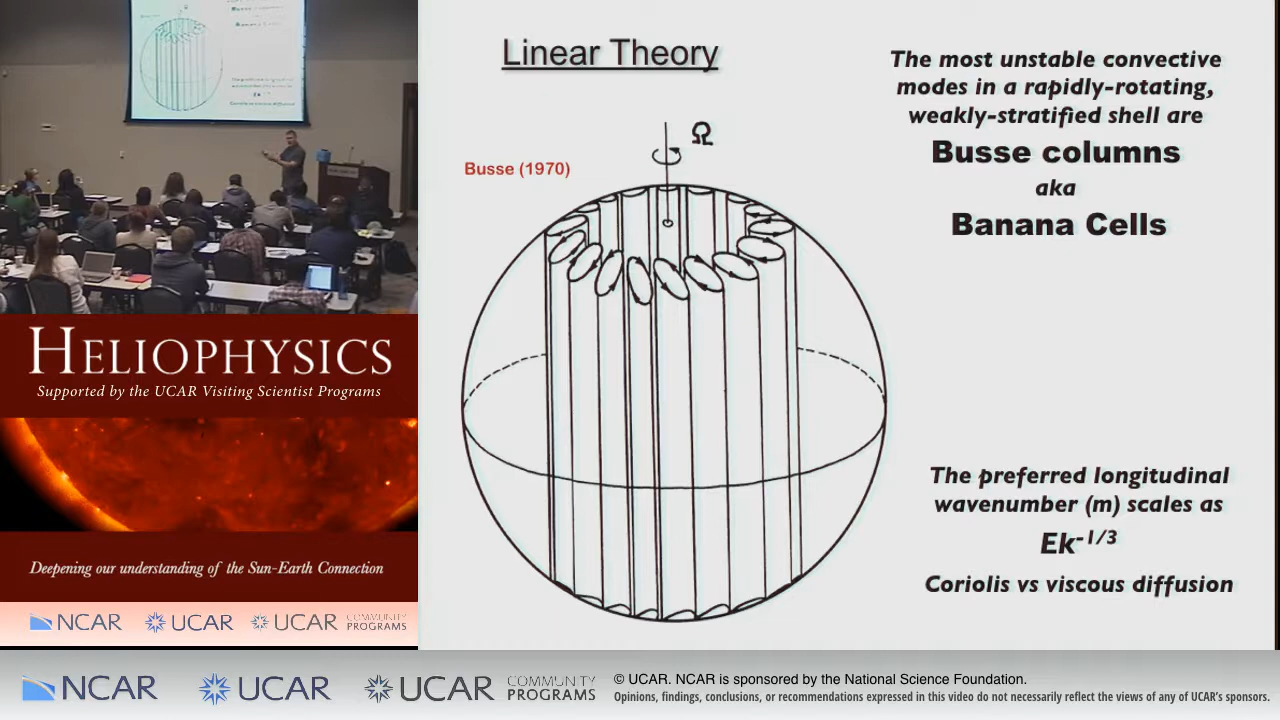 Linear Theory
Busse (1970)
Ω
The most unstable convective
modes in a rapidly-rotating,
weakly-stratified shell are
Busse columns
aka
Banana Cells
The preferred longitudinal
wavenumber (m) scales as
Ek-1/3
Coriolis vs viscous diffusion
HELIOPHYSICS
Supported by the UCAR Visiting Scientist Programs
Deepening our understanding of the Sun-Earth Connection
NCAR UCAR UCAR COMMUNITY PROGRAMS
NCAR UCAR UCAR COMMUNITY PROGRAMS
© UCAR. NCAR is sponsored by the National Science Foundation.
Opinions, findings, conclusions, or recommendations expressed in this video do not necessarily reflect the views of any of UCAR's sponsors.